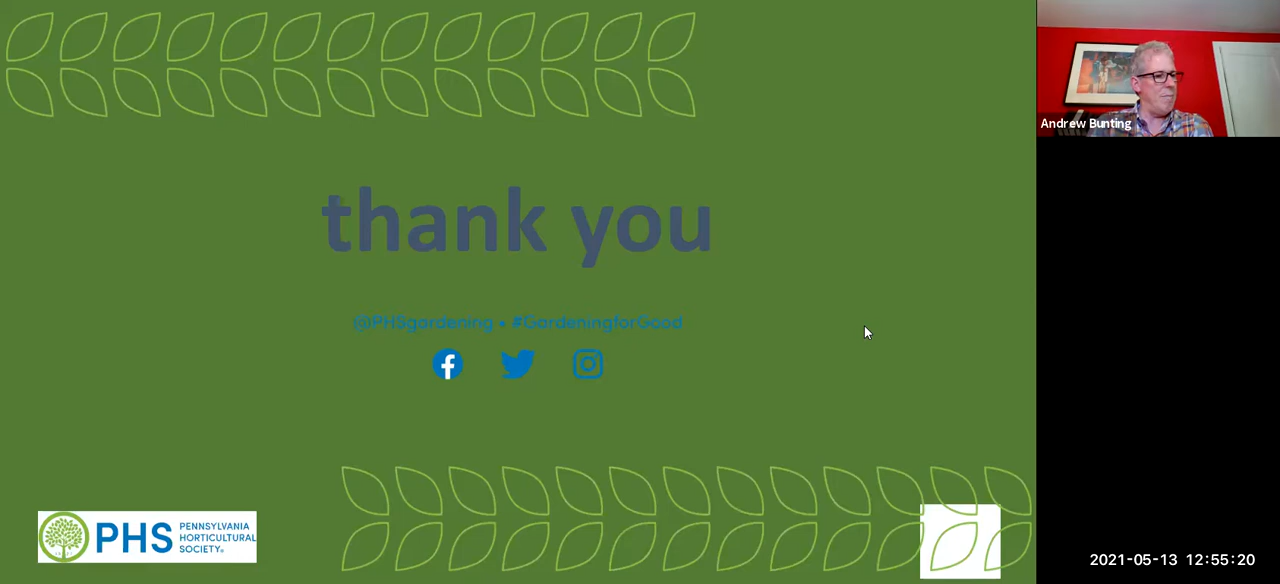 Andrew Bunting
thank you
@PHSgardening • #GardeningforGood
PHS
PENNSYLVANIA
HORTICULTURAL
SOCIETY®
2021-05-13 12:55:20